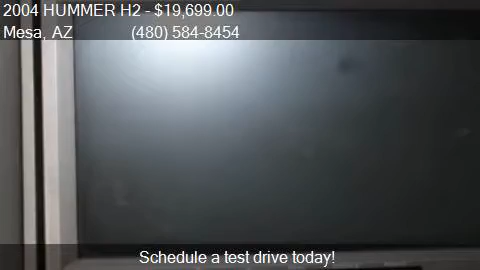 2004 HUMMER H2 - $19,699.00
Mesa, AZ (480) 584-8454
Schedule a test drive today!